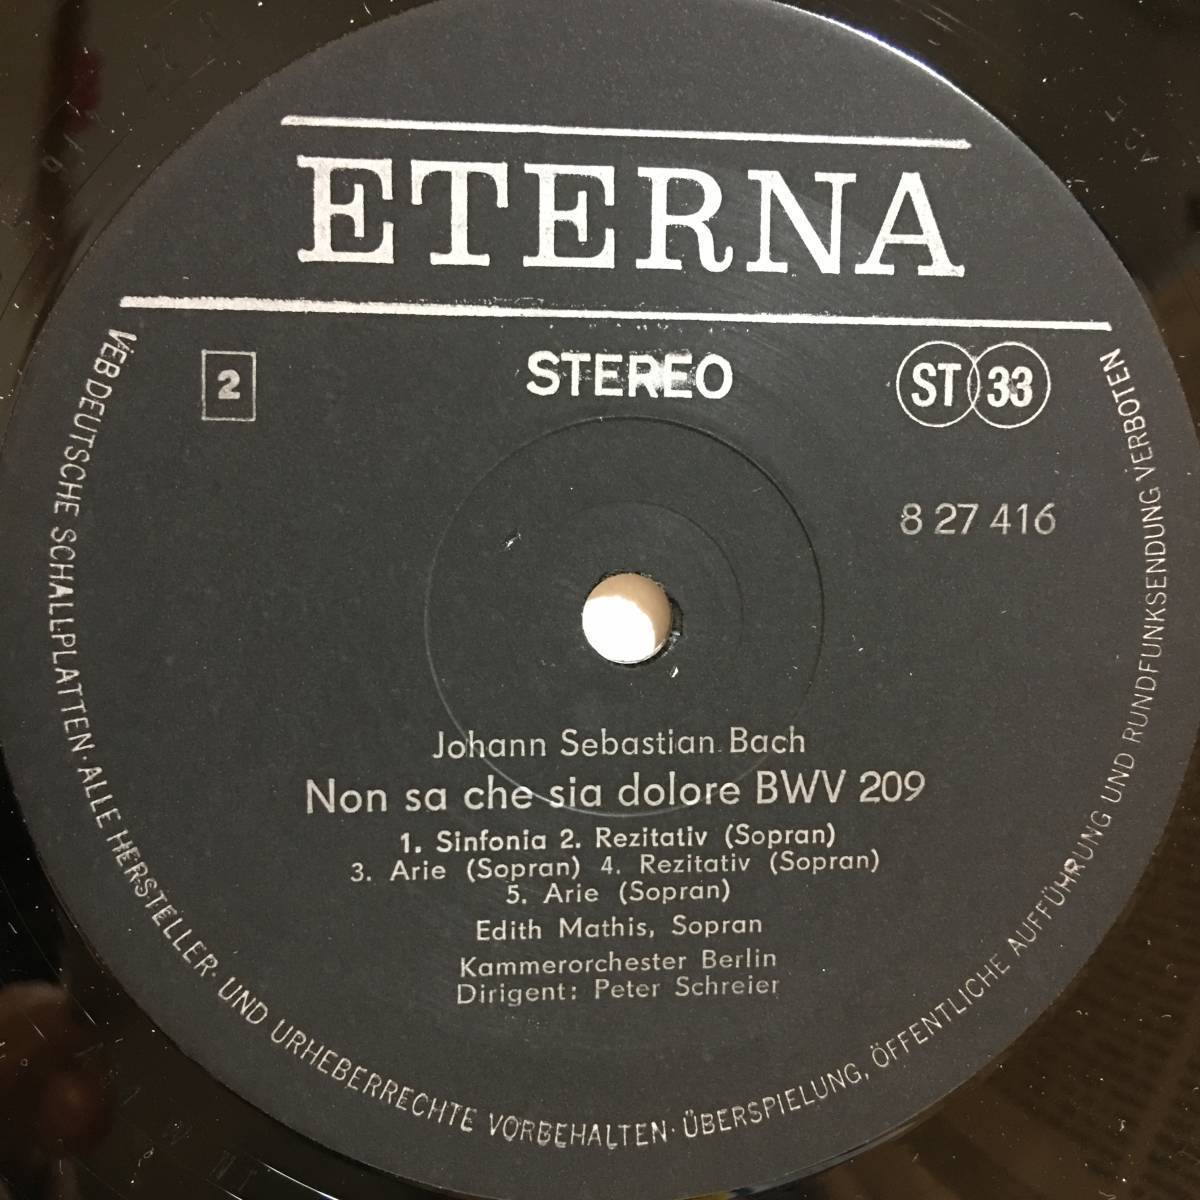 ETERNA
2
STEREO
ST 33
8 27 416
Johann Sebastian Bach
Non sa che sia dolore BWV 209
1. Sinfonia 2. Rezitativ (Sopran)
3. Arie (Sopran) 4. Rezitativ (Sopran)
5. Arie (Sopran)
Edith Mathis, Sopran
Kammerorchester Berlin
Dirigent: Peter Schreier
VEB DEUTSCHE SCHALLPLATTEN · ALLE HERSTELLER- UND URHEBERRECHTE VORBEHALTEN · ÜBERSPIELUNG, ÖFFENTLICHE AUFFÜHRUNG UND RUNDFUNKSENDUNG VERBOTEN